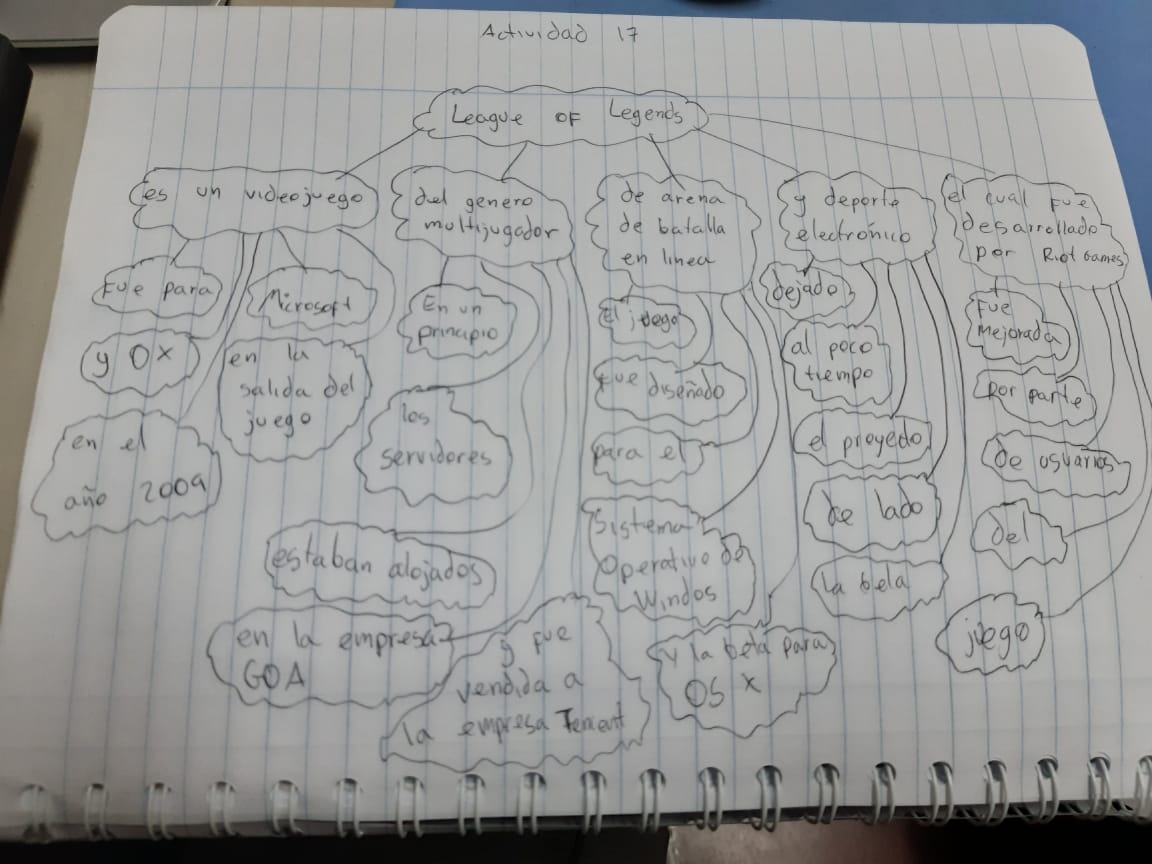 Actividad 17
League OF Legends
es un videojuego
Fue para
y OX
en el
año 2009
Microsoft
en la
salida del
juego
del genero
multijugador
En un
principio
los
servidores
estaban alojados
en la empresa
GOA
y fue
vendida a
la empresa
de arena
de batalla
en linea
El juego
fue diseñado
para el
Sistema
Operativo de
Windos
y la beta para
OS X
y deporte
electrónico
dejado
al poco
tiempo
el proyedo
de lado
la bela
el cual fue
desarrollado
por Riot Games
Fue
Mejorada
Por parte
de usuarios
del
juego